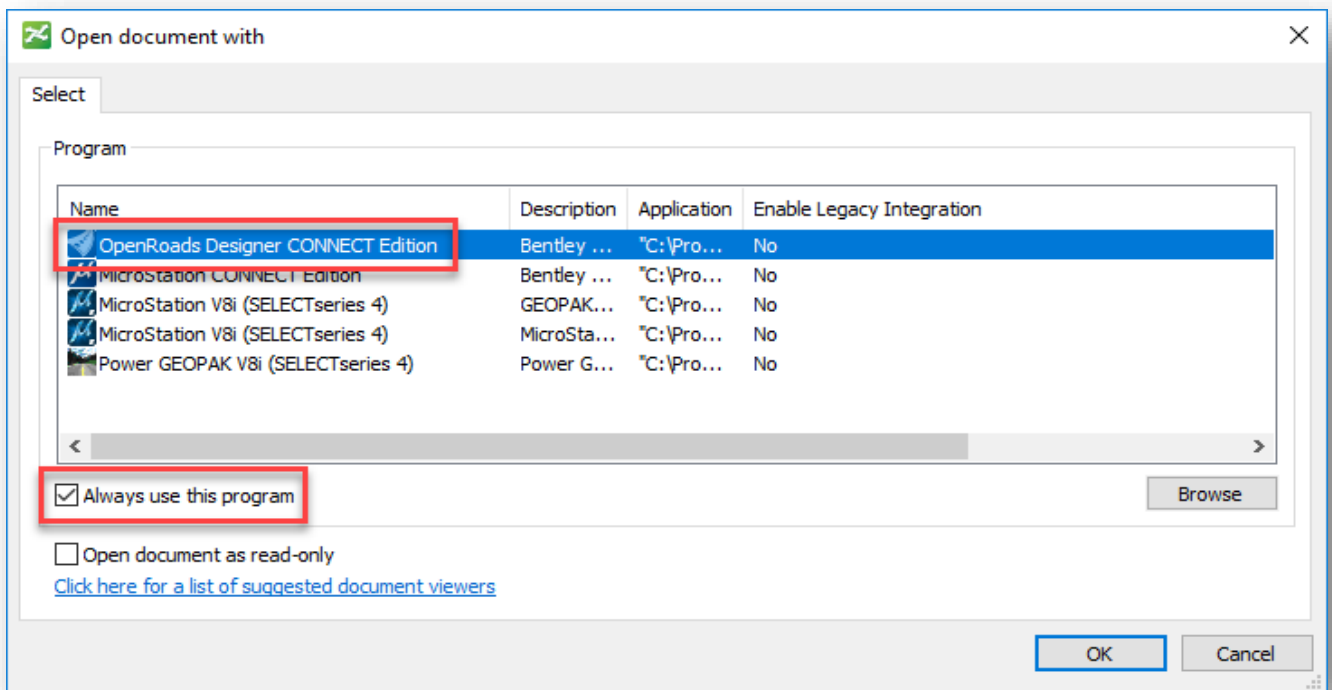 Open document with
Select
Program
Name Description Application Enable Legacy Integration
OpenRoads Designer CONNECT Edition Bentley ... "C:\Pro... No
MicroStation CONNECT Edition Bentley ... "C:\Pro... No
MicroStation V8i (SELECTseries 4) GEOPAK... "C:\Pro... No
MicroStation V8i (SELECTseries 4) MicroSta... "C:\Pro... No
Power GEOPAK V8i (SELECTseries 4) Power G... "C:\Pro... No
Always use this program Browse
Open document as read-only
Click here for a list of suggested document viewers
OK Cancel